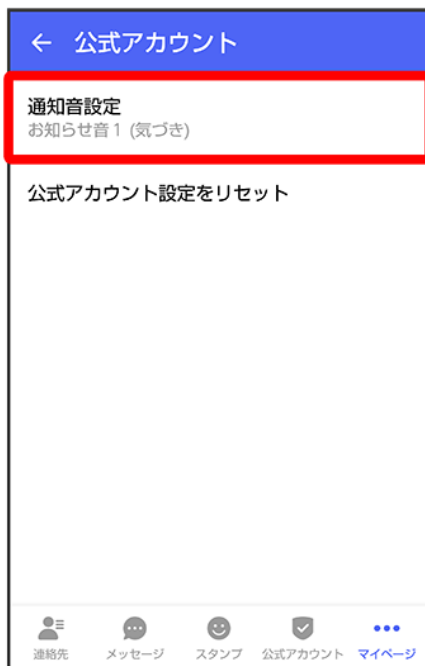 ← 公式アカウント
通知音設定
お知らせ音1 (気づき)
公式アカウント設定をリセット
連絡先 メッセージ スタンプ 公式アカウント マイページ